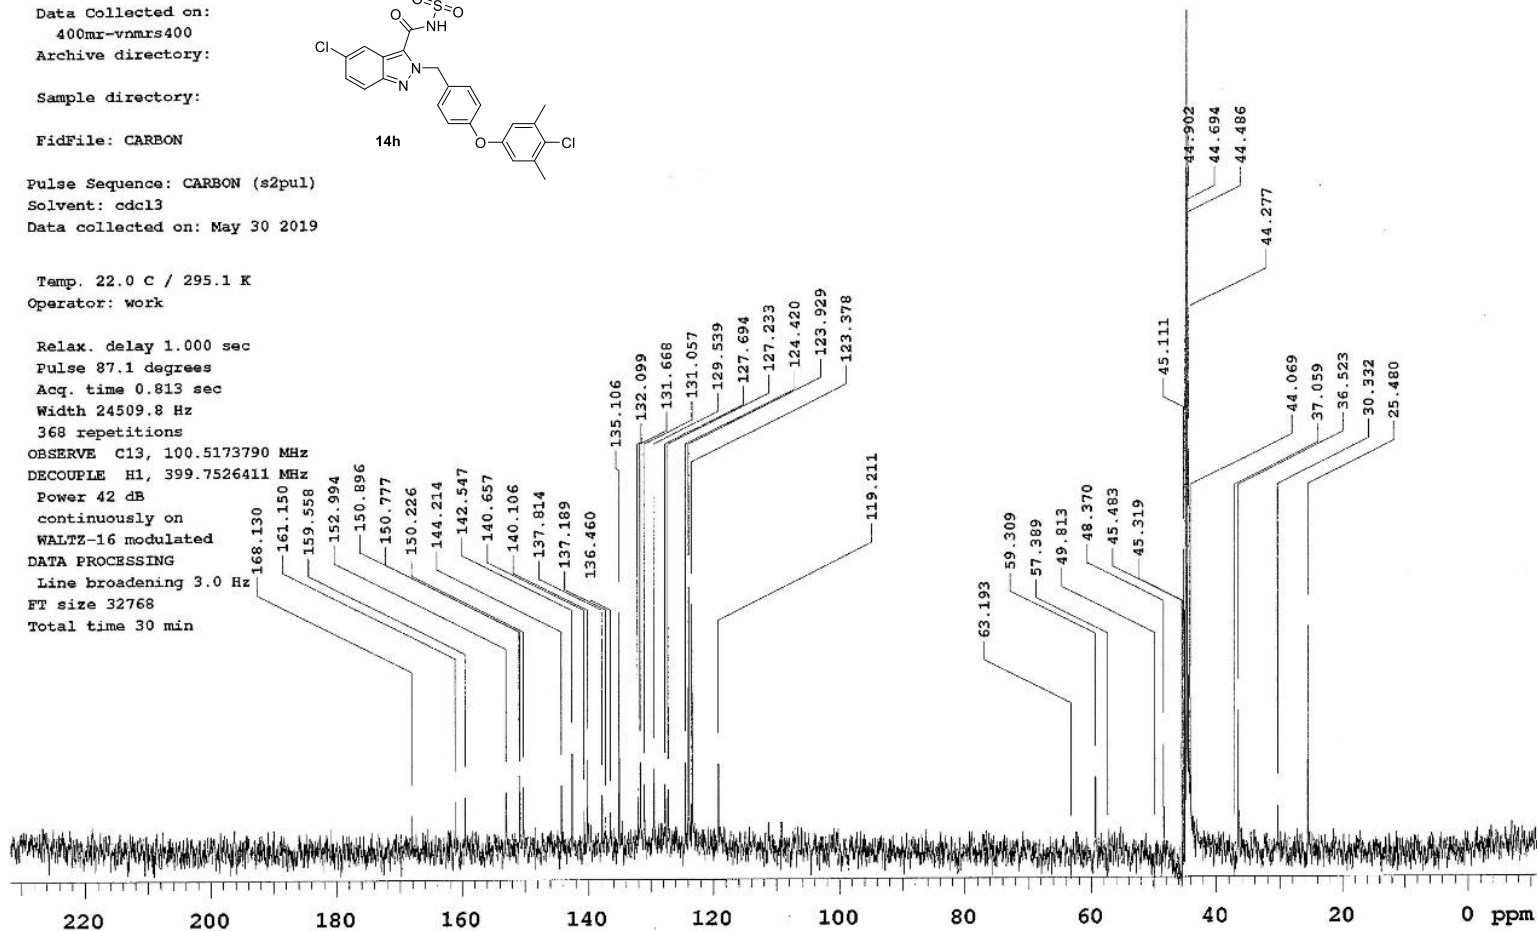 Data Collected on:
400mr-vnmrs400
Archive directory:
Sample directory:
FidFile: CARBON
Pulse Sequence: CARBON (s2pul)
Solvent: cdcl3
Data collected on: May 30 2019
Temp. 22.0 C / 295.1 K
Operator: work
Relax. delay 1.000 sec
Pulse 87.1 degrees
Acq. time 0.813 sec
Width 24509.8 Hz
368 repetitions
OBSERVE C13, 100.5173790 MHz
DECOUPLE H1, 399.7526411 MHz
Power 42 dB
continuously on
WALTZ-16 modulated
DATA PROCESSING
Line broadening 3.0 Hz
FT size 32768
Total time 30 min
O S O
O
NH
Cl
N
N
O
Cl
14h
168.130
161.150
159.558
152.994
150.896
150.777
150.226
144.214
142.547
140.657
140.106
137.814
137.189
136.460
135.106
132.099
131.668
131.057
129.539
127.694
127.233
124.420
123.929
123.378
119.211
63.193
59.309
57.389
49.813
48.370
45.483
45.319
45.111
44.902
44.694
44.486
44.277
44.069
37.059
36.523
30.332
25.480
220 200 180 160 140 120 100 80 60 40 20 0 ppm